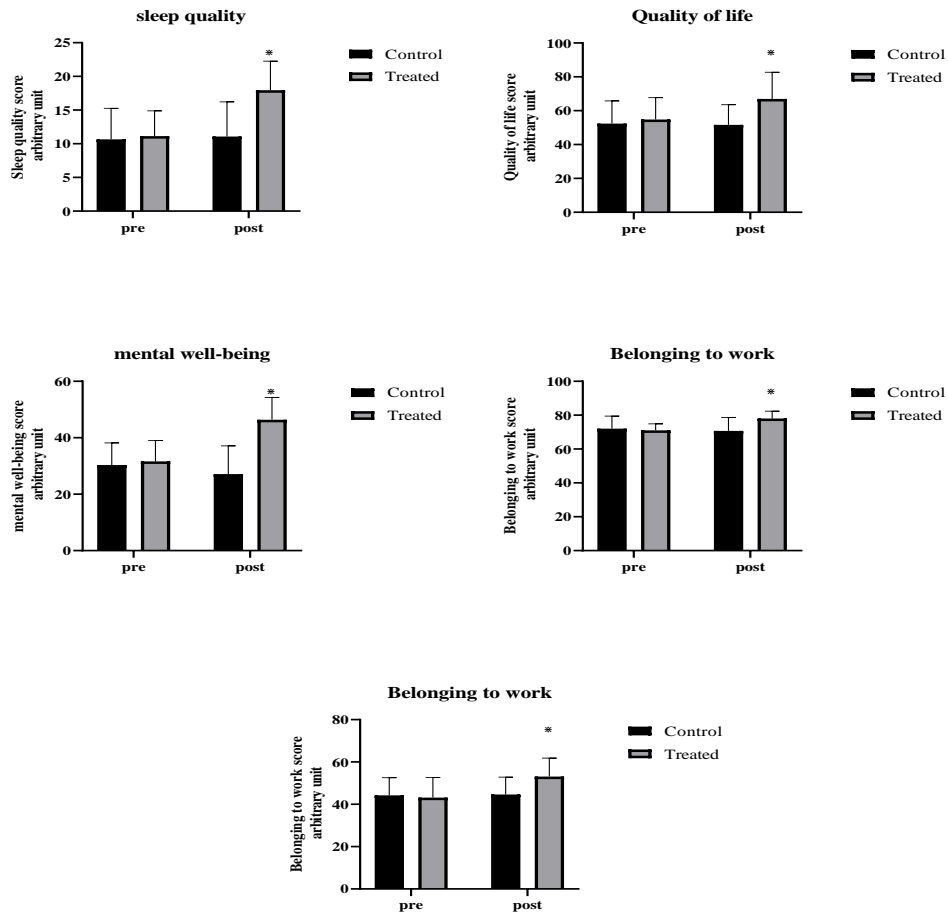 sleep quality
25
20
15
10
5
0
Sleep quality score
arbitrary unit
*
pre
post
Control
Treated
Quality of life
100
80
60
40
20
0
Quality of life score
arbitrary unit
*
pre
post
Control
Treated
mental well-being
60
40
20
0
mental well-being score
arbitrary unit
*
pre
post
Control
Treated
Belonging to work
100
80
60
40
20
0
Belonging to work score
arbitrary unit
*
pre
post
Control
Treated
Belonging to work
80
60
40
20
0
Belonging to work score
arbitrary unit
*
pre
post
Control
Treated